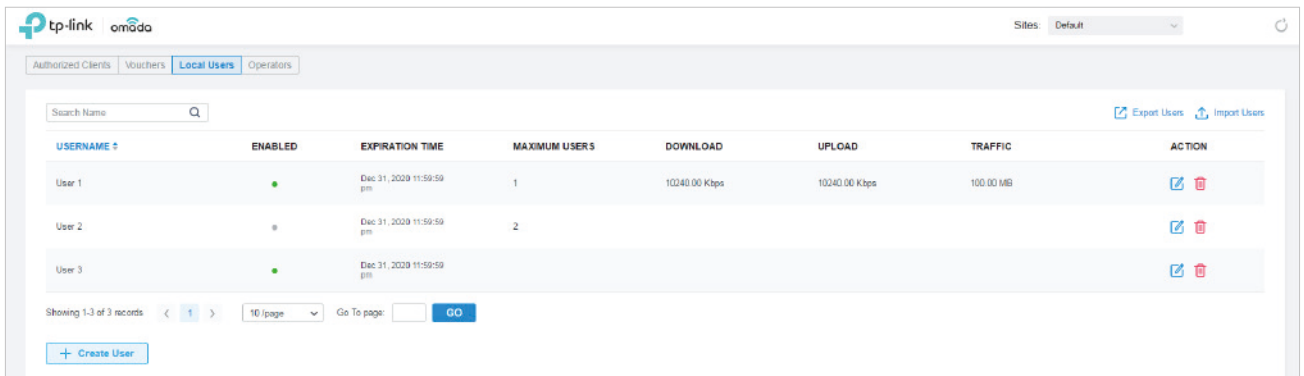 tp-link omada Sites: Default
Authorized Clients Vouchers Local Users Operators
Search Name Export Users Import Users
USERNAME ENABLED EXPIRATION TIME MAXIMUM USERS DOWNLOAD UPLOAD TRAFFIC ACTION
User 1 Dec 31, 2020 11:59:59 pm 1 10240.00 Kbps 10240.00 Kbps 100.00 MB
User 2 Dec 31, 2020 11:59:59 pm 2
User 3 Dec 31, 2020 11:59:59 pm
Showing 1-3 of 3 records < 1 > 10 /page Go To page: GO
+ Create User